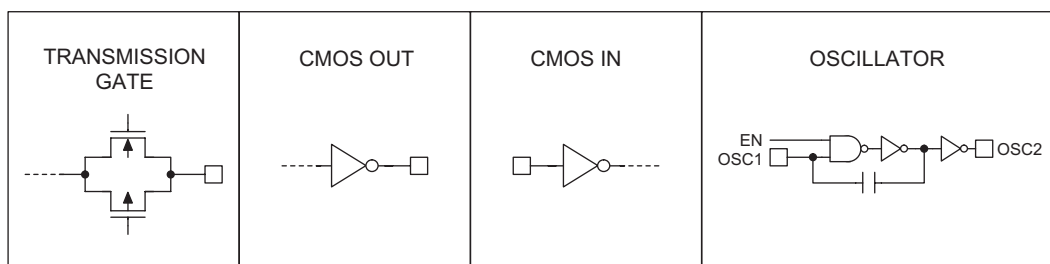 TRANSMISSION
GATE
CMOS OUT
CMOS IN
OSCILLATOR
EN
OSC1
OSC2